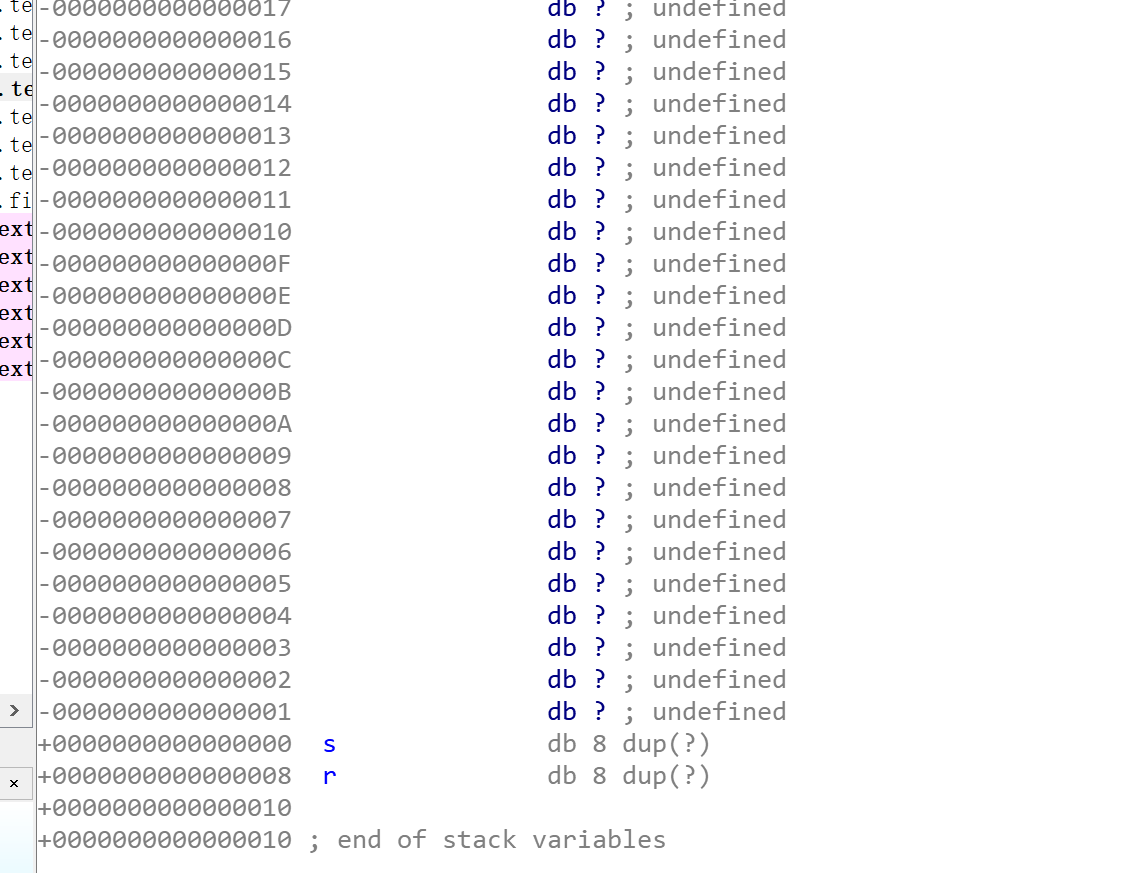 .te
.te
.te
.te
.te
.te
.te
.fi
ext
ext
ext
ext
ext
ext
-0000000000000017 db ? ; undefined
-0000000000000016 db ? ; undefined
-0000000000000015 db ? ; undefined
-0000000000000014 db ? ; undefined
-0000000000000013 db ? ; undefined
-0000000000000012 db ? ; undefined
-0000000000000011 db ? ; undefined
-0000000000000010 db ? ; undefined
-000000000000000F db ? ; undefined
-000000000000000E db ? ; undefined
-000000000000000D db ? ; undefined
-000000000000000C db ? ; undefined
-000000000000000B db ? ; undefined
-000000000000000A db ? ; undefined
-0000000000000009 db ? ; undefined
-0000000000000008 db ? ; undefined
-0000000000000007 db ? ; undefined
-0000000000000006 db ? ; undefined
-0000000000000005 db ? ; undefined
-0000000000000004 db ? ; undefined
-0000000000000003 db ? ; undefined
-0000000000000002 db ? ; undefined
-0000000000000001 db ? ; undefined
+0000000000000000 s db 8 dup(?)
+0000000000000008 r db 8 dup(?)
+0000000000000010
+0000000000000010 ; end of stack variables